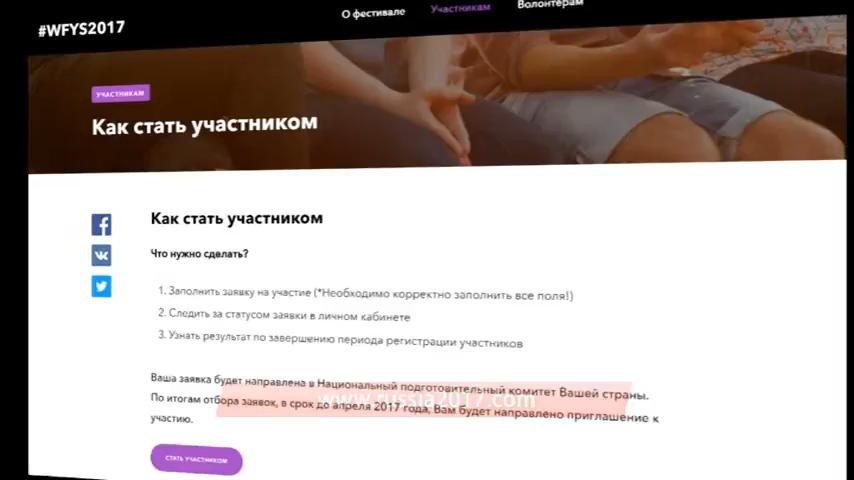 #WFYS2017
О фестивале Участникам Волонтёрам
УЧАСТНИКАМ
Как стать участником
Как стать участником
Что нужно сделать?
1. Заполнить заявку на участие (*Необходимо корректно заполнить все поля!)
2. Следить за статусом заявки в личном кабинете
3. Узнать результат по завершению периода регистрации участников
Ваша заявка будет направлена в Национальный подготовительный комитет Вашей страны.
www.russia2017.com
По итогам отбора заявок, в срок до апреля 2017 года, Вам будет направлено приглашение к
участию.
СТАТЬ УЧАСТНИКОМ